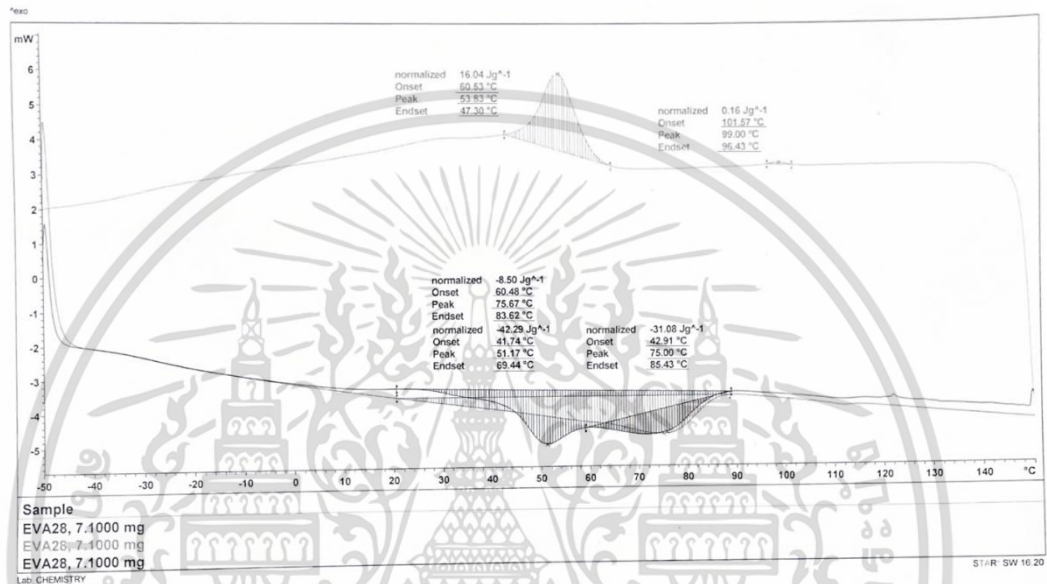 ^exo
mW
6
5
4
3
2
1
0
-1
-2
-3
-4
-5
normalized 16.04 Jg^-1
Onset 60.53 °C
Peak 53.83 °C
Endset 47.30 °C
normalized 0.16 Jg^-1
Onset 101.57 °C
Peak 99.00 °C
Endset 96.43 °C
normalized -8.50 Jg^-1
Onset 60.48 °C
Peak 75.67 °C
Endset 83.62 °C
normalized -42.29 Jg^-1
Onset 41.74 °C
Peak 51.17 °C
Endset 69.44 °C
normalized -31.08 Jg^-1
Onset 42.91 °C
Peak 75.00 °C
Endset 85.43 °C
-50 -40 -30 -20 -10 0 10 20 30 40 50 60 70 80 90 100 110 120 130 140 °C
Sample
EVA28, 7.1000 mg
EVA28, 7.1000 mg
EVA28, 7.1000 mg
Lab: CHEMISTRY
STAR SW 16.20